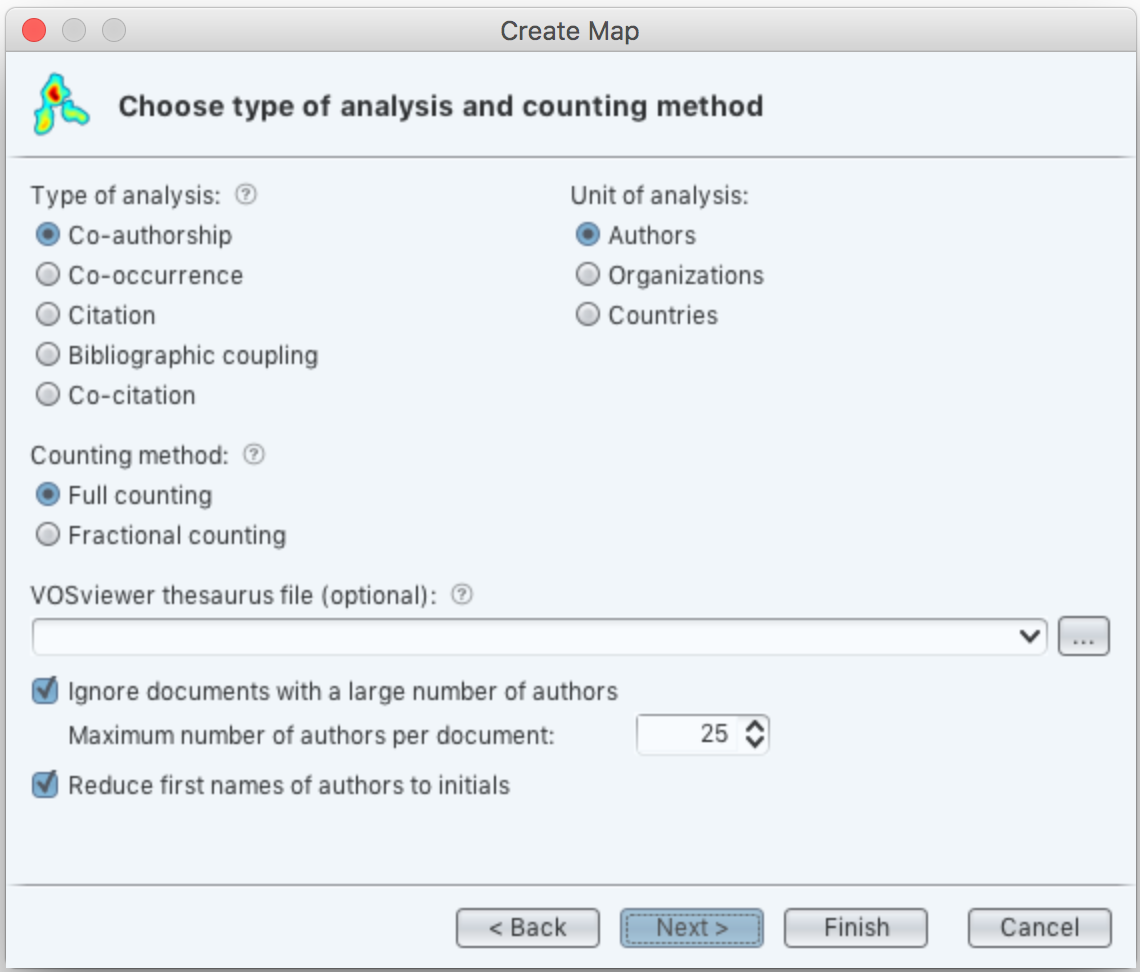 Create Map
Choose type of analysis and counting method
Type of analysis: ?
Co-authorship
Co-occurrence
Citation
Bibliographic coupling
Co-citation
Unit of analysis:
Authors
Organizations
Countries
Counting method: ?
Full counting
Fractional counting
VOSviewer thesaurus file (optional): ?
...
Ignore documents with a large number of authors
Maximum number of authors per document: 25
Reduce first names of authors to initials
< Back Next > Finish Cancel